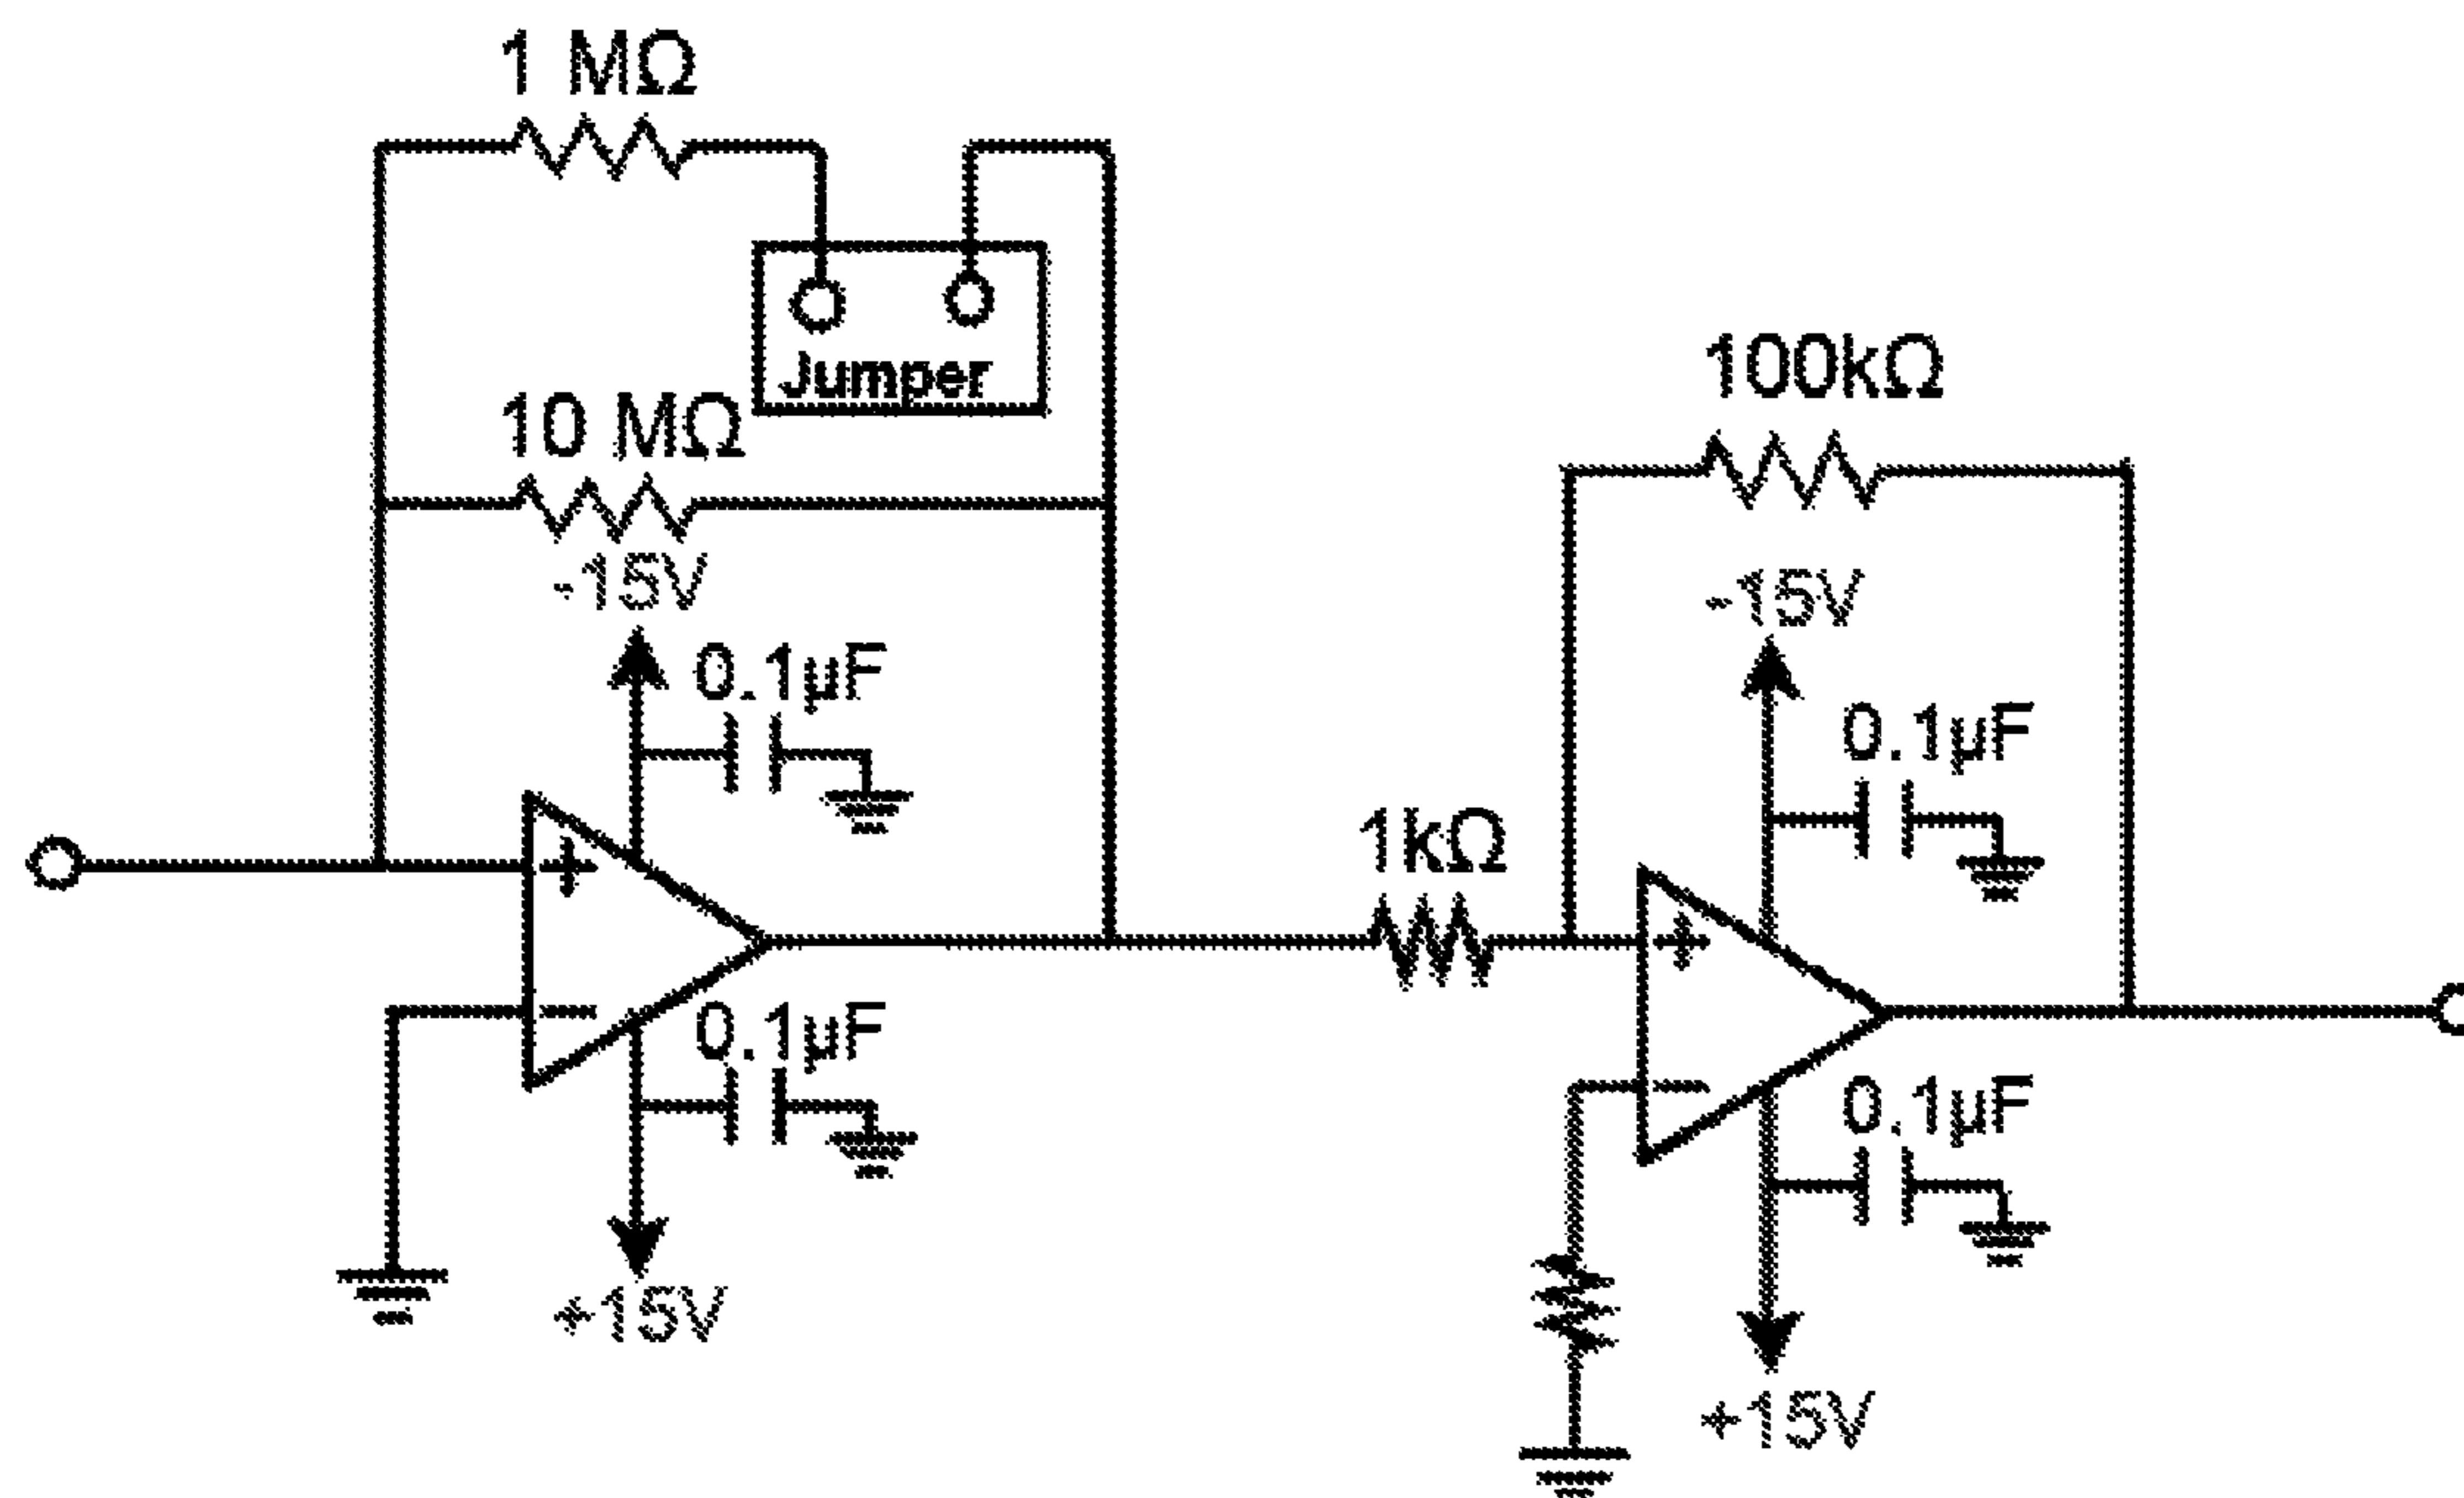 1 MΩ
Jumper
10 MΩ
-15V
0.1µF
+
-
0.1µF
+15V
1kΩ
100kΩ
-15V
0.1µF
+
-
0.1µF
+15V